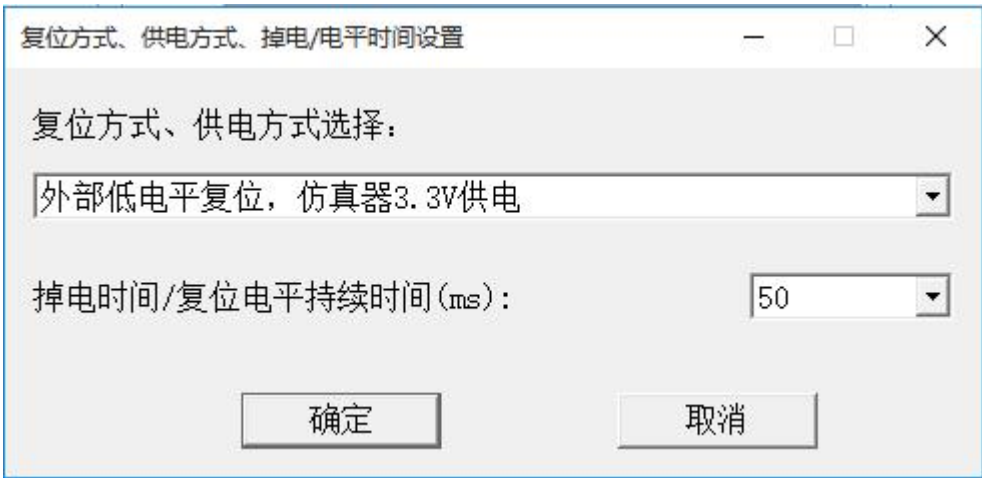 复位方式、供电方式、掉电/电平时间设置
复位方式、供电方式选择：
外部低电平复位，仿真器3.3V供电
掉电时间/复位电平持续时间(ms): 50
确定 取消